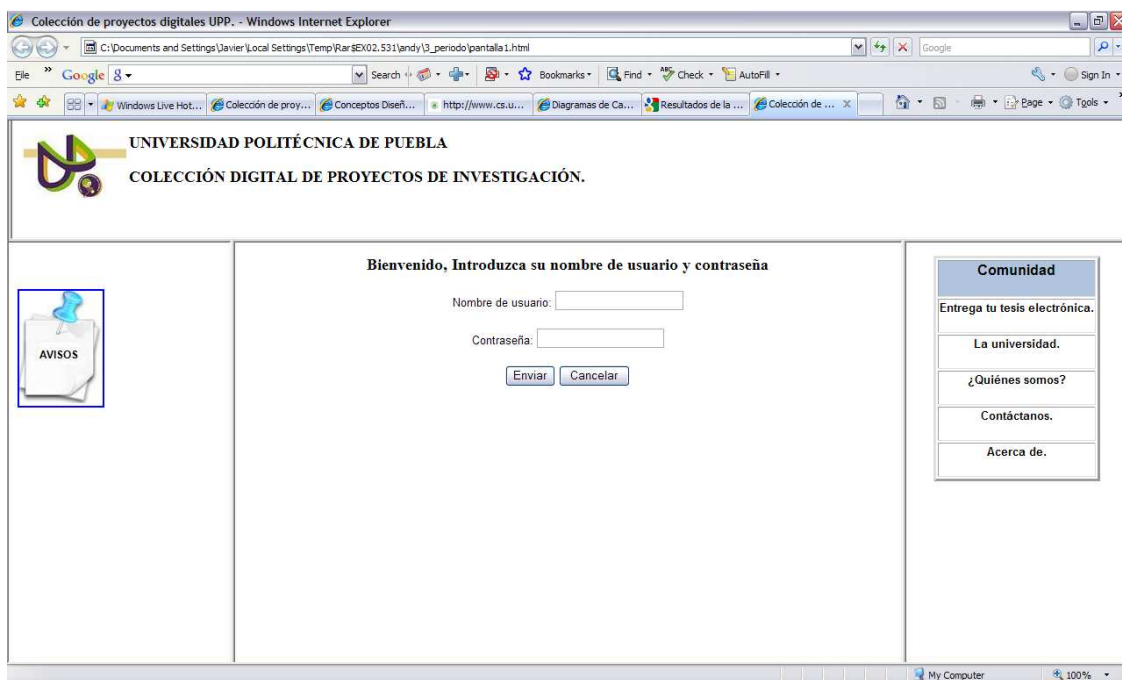 Colección de proyectos digitales UPP. - Windows Internet Explorer
C:\Documents and Settings\Javier\Local Settings\Temp\Rar$EX02.531\andy\3_periodo\pantalla1.html
Google
File » Google Search Bookmarks Find Check AutoFill Sign In
Windows Live Hot... Colección de proy... Conceptos Diseñ... http://www.cs.u... Diagramas de Ca... Resultados de la ... Colección de ... X Page Tools »
UNIVERSIDAD POLITÉCNICA DE PUEBLA
COLECCIÓN DIGITAL DE PROYECTOS DE INVESTIGACIÓN.
AVISOS
Bienvenido, Introduzca su nombre de usuario y contraseña
Nombre de usuario:
Contraseña:
Enviar Cancelar
Comunidad
Entrega tu tesis electrónica.
La universidad.
¿Quiénes somos?
Contáctanos.
Acerca de.
My Computer 100%